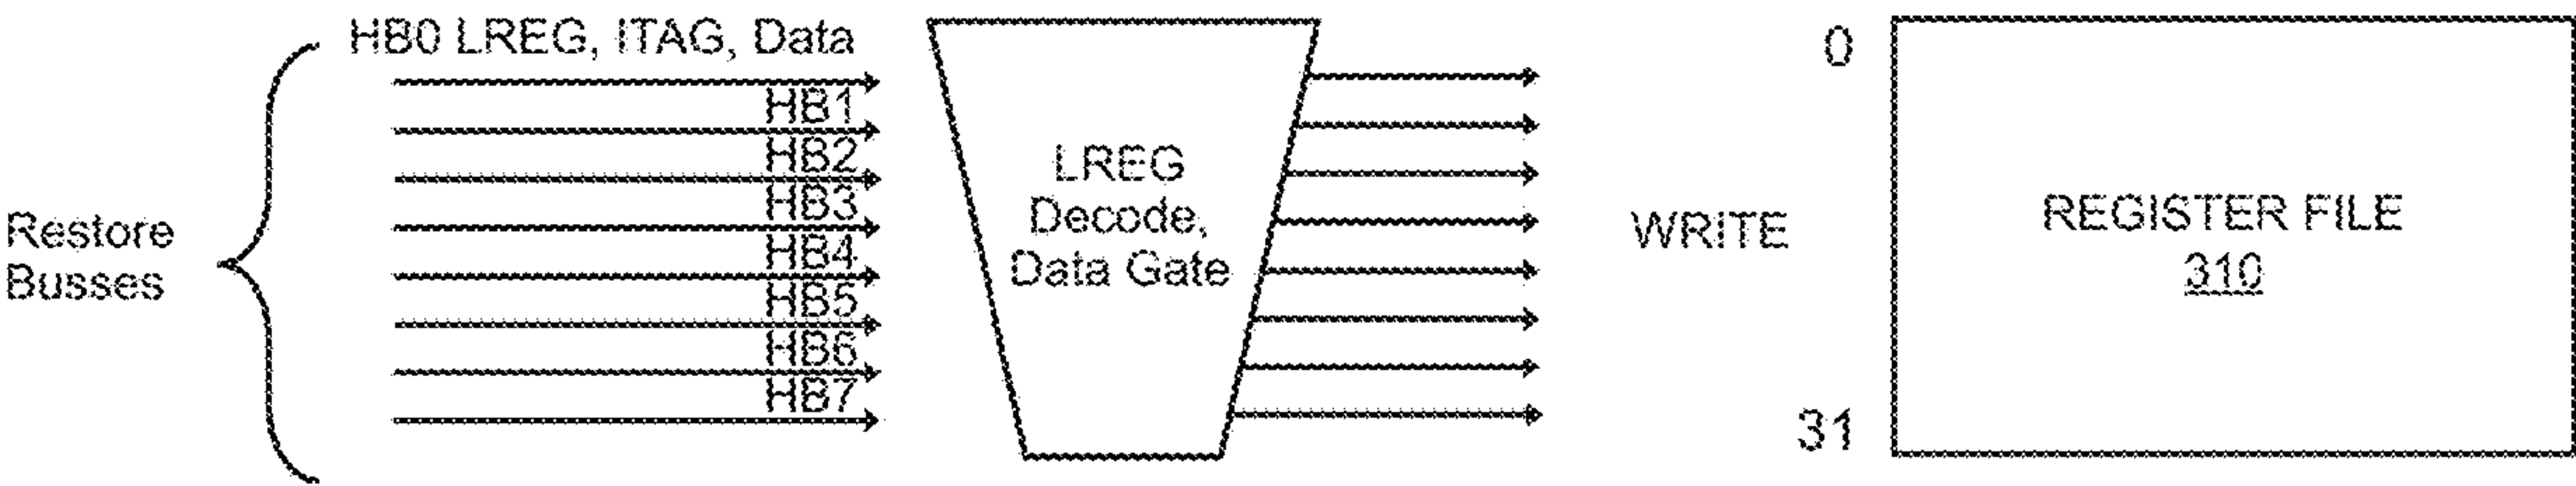 Restore
Busses
HB0 LREG, ITAG, Data
HB1
HB2
HB3
HB4
HB5
HB6
HB7
LREG
Decode,
Data Gate
WRITE
0
31
REGISTER FILE
310